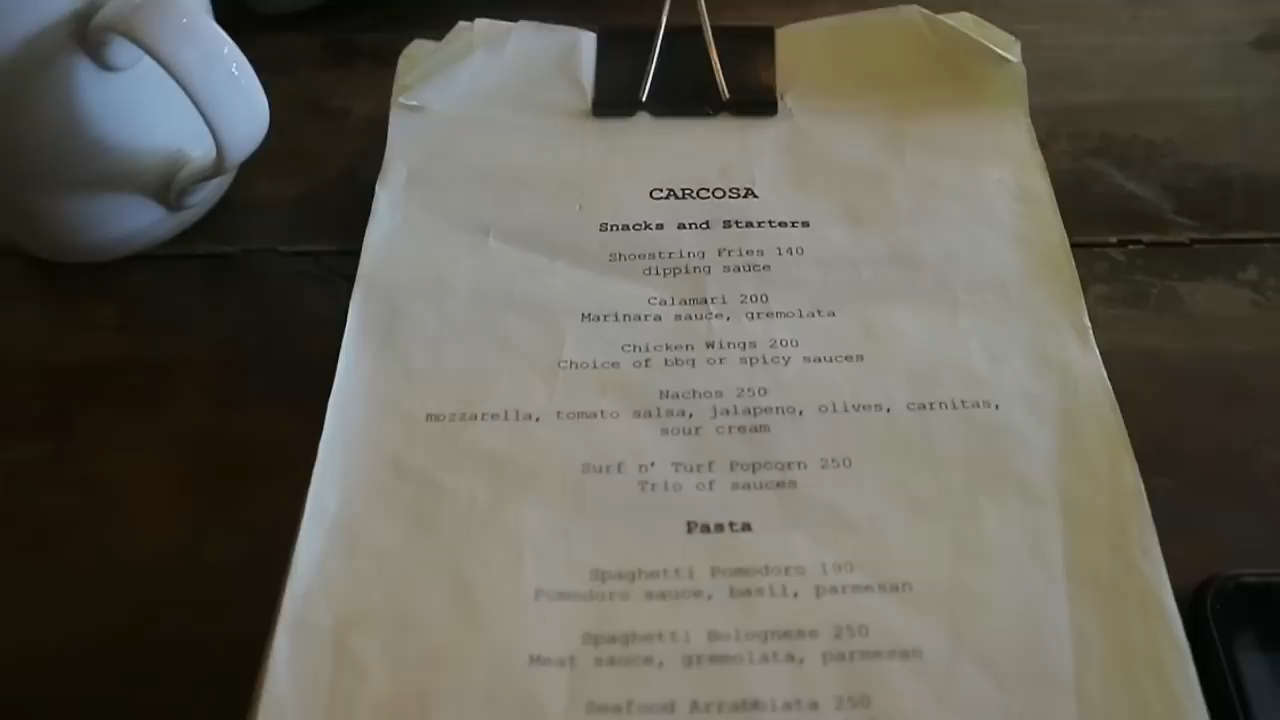 CARCOSA
Snacks and Starters
Shoestring Fries 140
dipping sauce
Calamari 200
Marinara sauce, gremolata
Chicken Wings 200
Choice of bbq or spicy sauces
Nachos 250
mozzarella, tomato salsa, jalapeno, olives, carnitas,
sour cream
Surf n' Turf Popcorn 250
Trio of sauces
Pasta
Spaghetti Pomodoro 190
Pomodoro sauce, basil, parmesan
Spaghetti Bolognese 250
Meat sauce, gremolata, parmesan
Seafood Arrabbiata 250